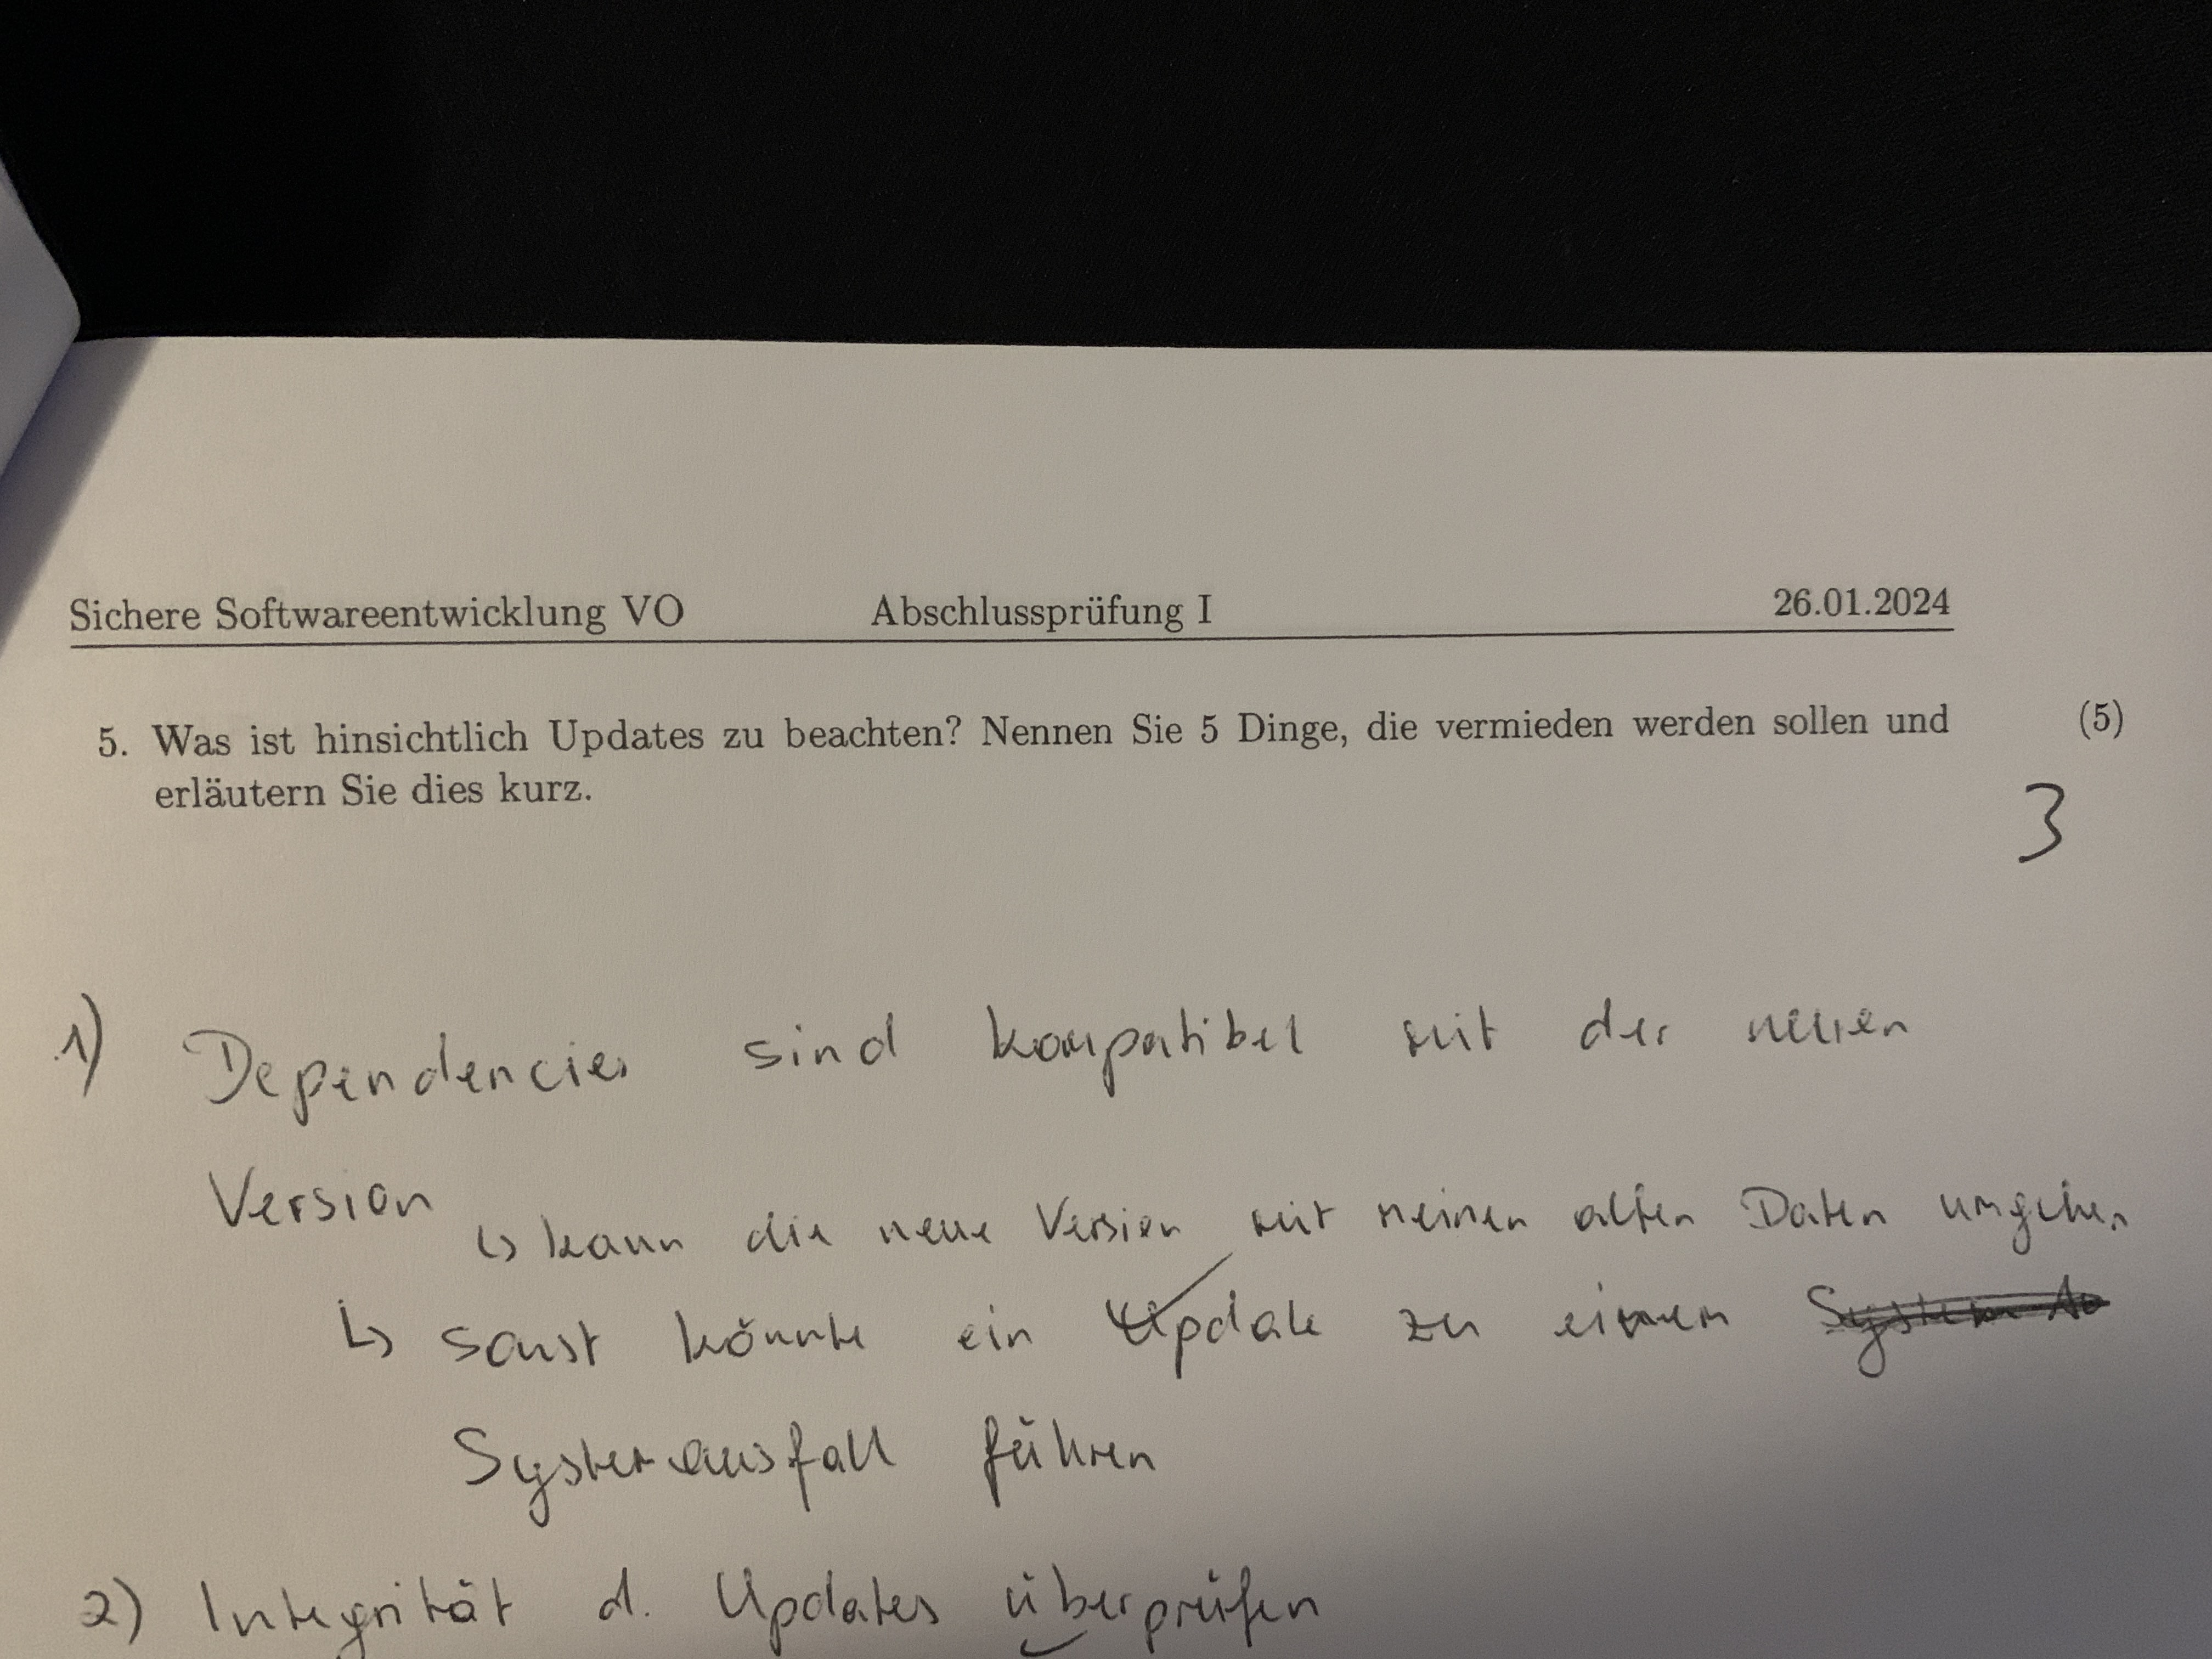 Sichere Softwareentwicklung VO Abschlussprüfung I 26.01.2024
5. Was ist hinsichtlich Updates zu beachten? Nennen Sie 5 Dinge, die vermieden werden sollen und (5)
erläutern Sie dies kurz.
3
1) Dependencies sind kompatibel mit der neuen
Version
↳ kann die neue Version mit meinen alten Daten umgehen
↳ sonst könnte ein Update zu einem
Systemausfall führen
2) Integrität d. Updates überprüfen